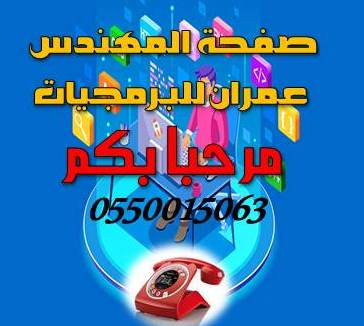 صفحة المهندس
عمران للبرمجيات
مرحبا بكم
0550015063